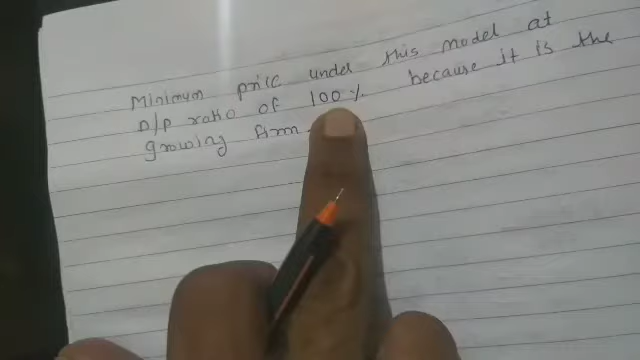 Minimum price under this model at
D/P ratio of 100% because it is the
growing firm